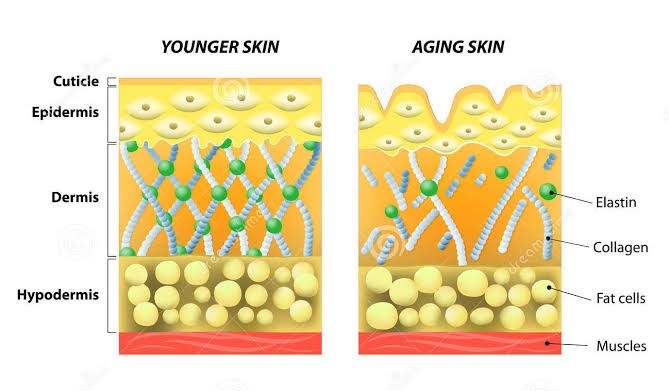 YOUNGER SKIN
AGING SKIN
Cuticle
Epidermis
Dermis
Hypodermis
Elastin
Collagen
Fat cells
Muscles